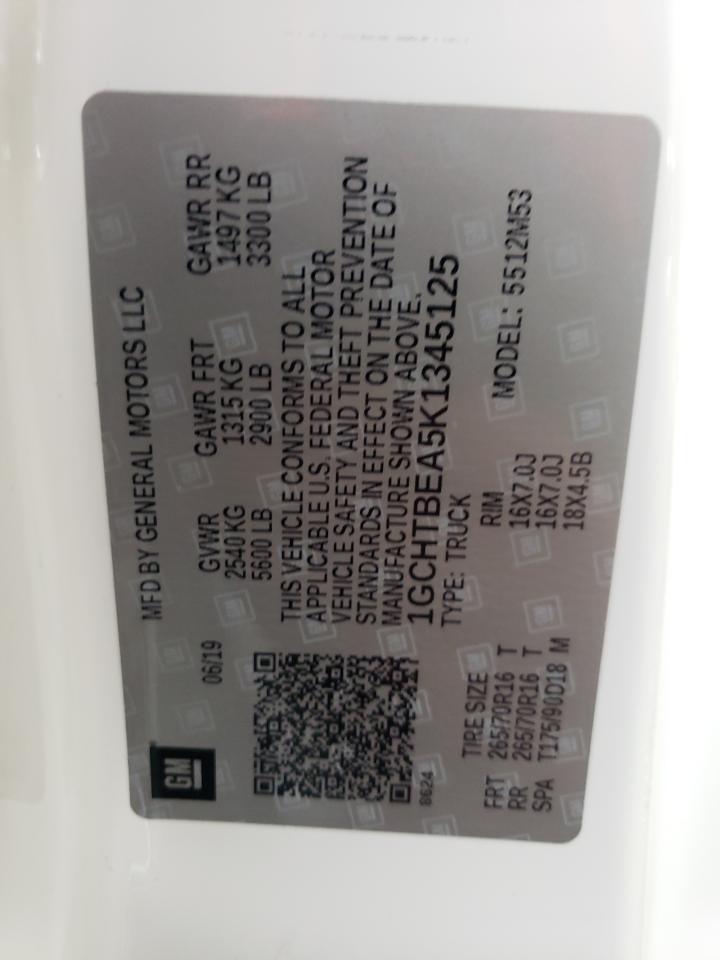 GM
MFD BY GENERAL MOTORS LLC
06/19
GVWR GAWR FRT GAWR RR
2540 KG 1315 KG 1497 KG
5600 LB 2900 LB 3300 LB
THIS VEHICLE CONFORMS TO ALL
APPLICABLE U.S. FEDERAL MOTOR
VEHICLE SAFETY AND THEFT PREVENTION
STANDARDS IN EFFECT ON THE DATE OF
MANUFACTURE SHOWN ABOVE.
1GCHTBEA5K1345125
8624
TYPE: TRUCK
TIRE SIZE RIM MODEL: 5512M53
FRT 265/70R16 T 16X7.0J
RR 265/70R16 T 16X7.0J
SPA T175/90D18 M 18X4.5B